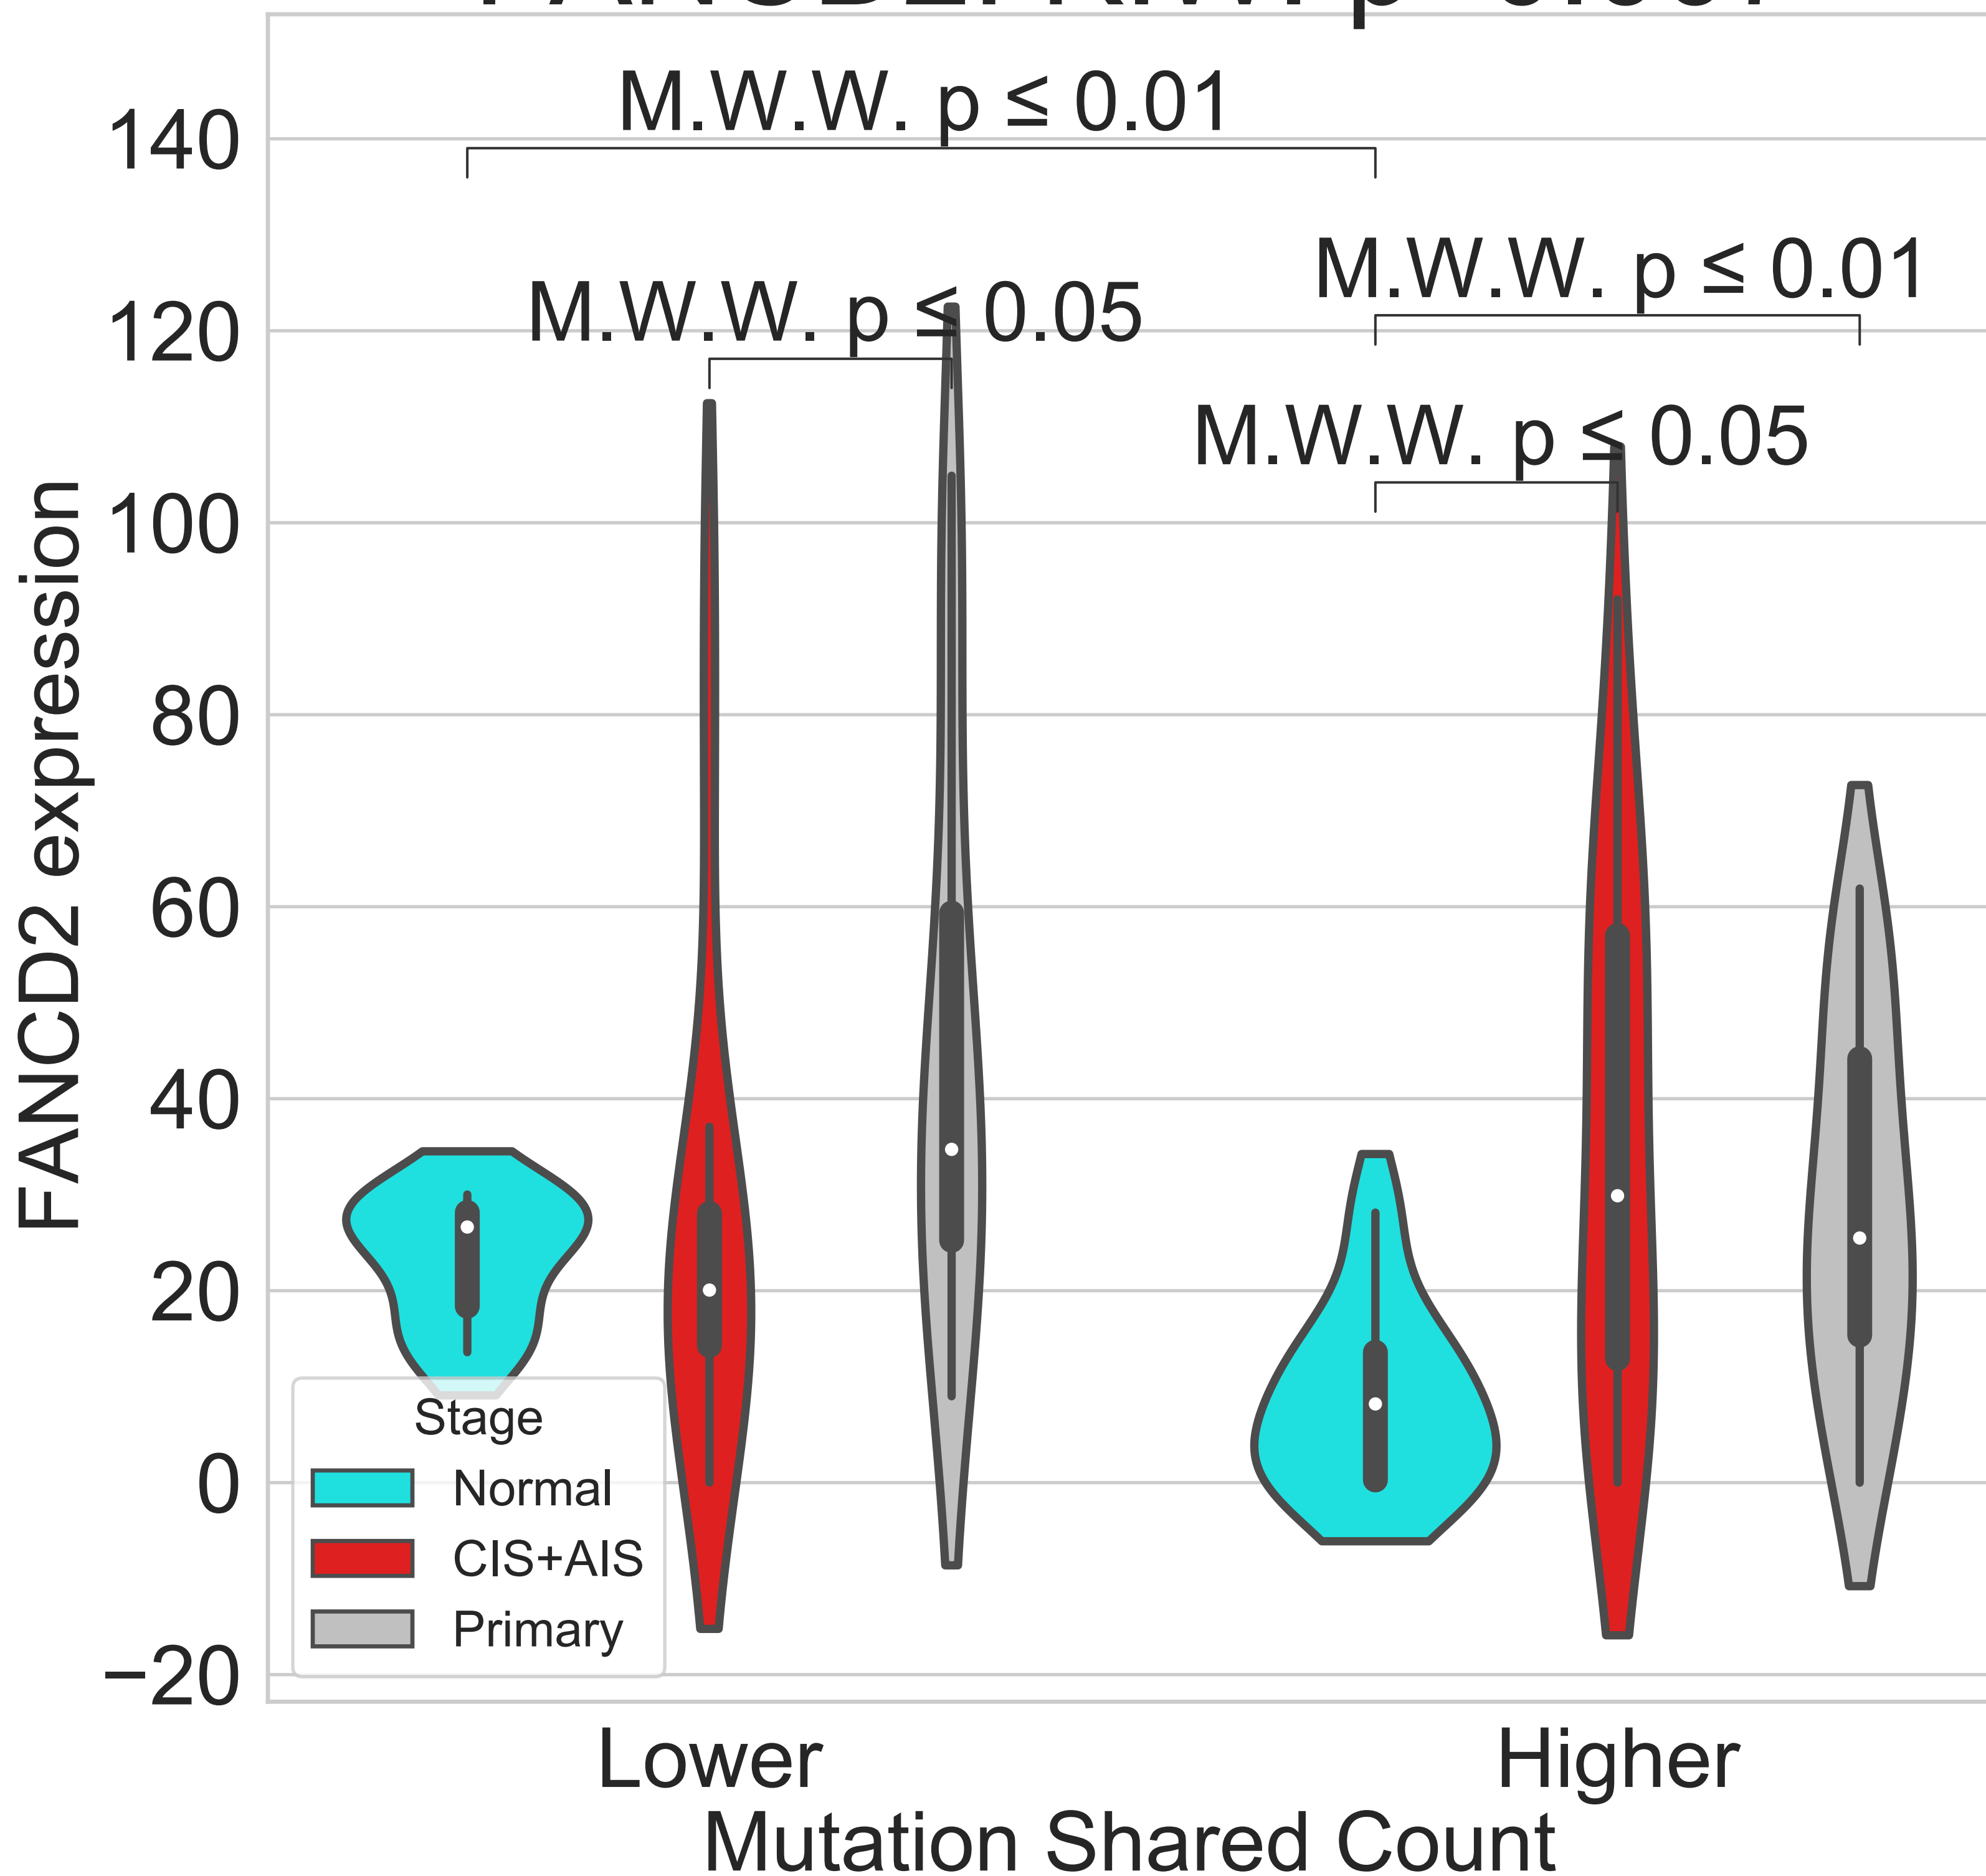 M.W.W. p ≤ 0.01
M.W.W. p ≤ 0.01
M.W.W. p ≤ 0.05
M.W.W. p ≤ 0.05
140
120
100
80
60
40
20
0
−20
FANCD2 expression
Stage
Normal
CIS+AIS
Primary
Lower
Higher
Mutation Shared Count